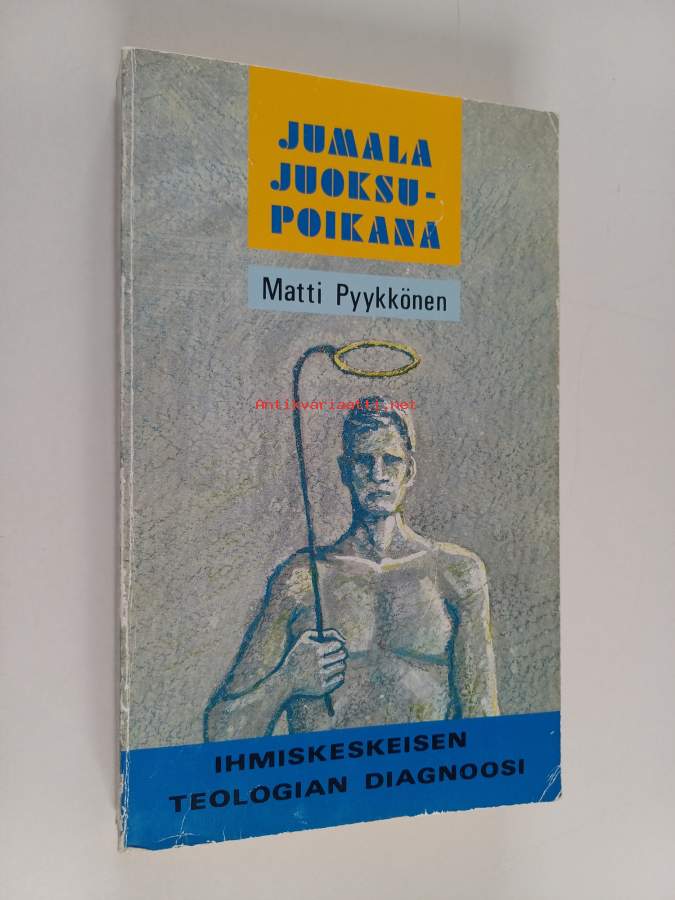 JUMALA
JUOKSU-
POIKANA
Matti Pyykkönen
Antikvariaatti.net
IHMISKESKEISEN
TEOLOGIAN DIAGNOOSI